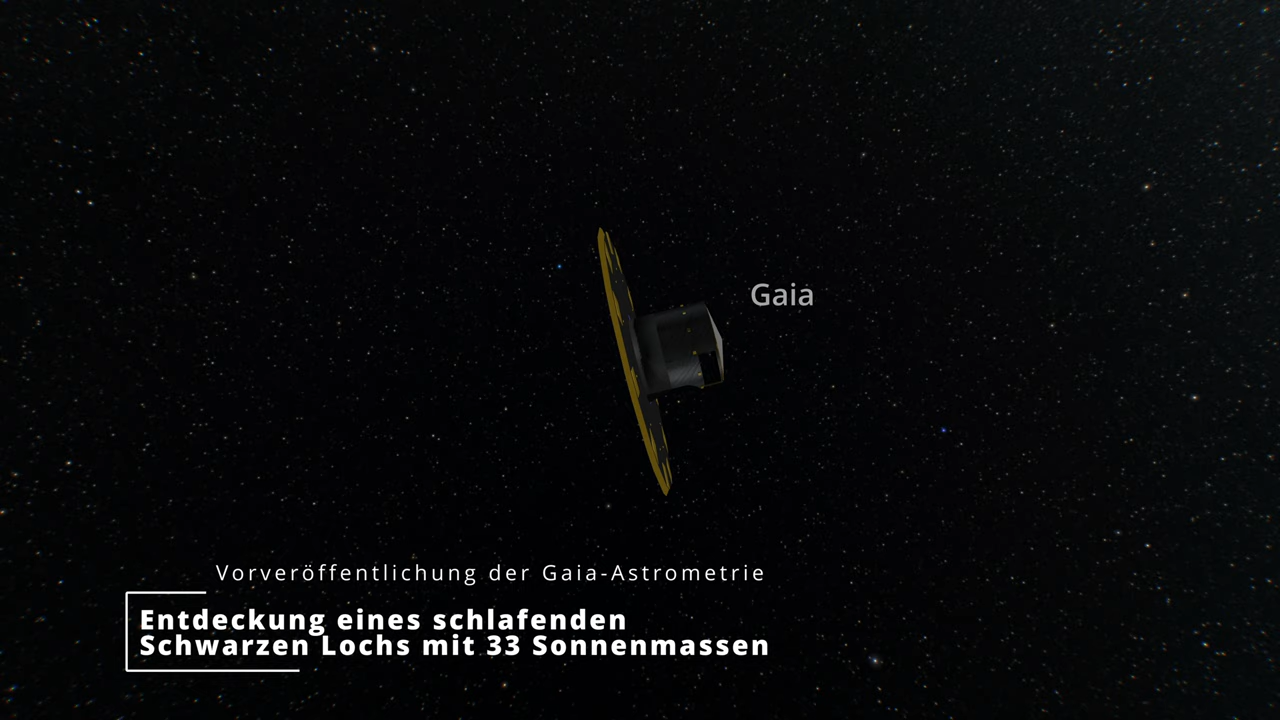 Gaia
Vorveröffentlichung der Gaia-Astrometrie
Entdeckung eines schlafenden
Schwarzen Lochs mit 33 Sonnenmassen